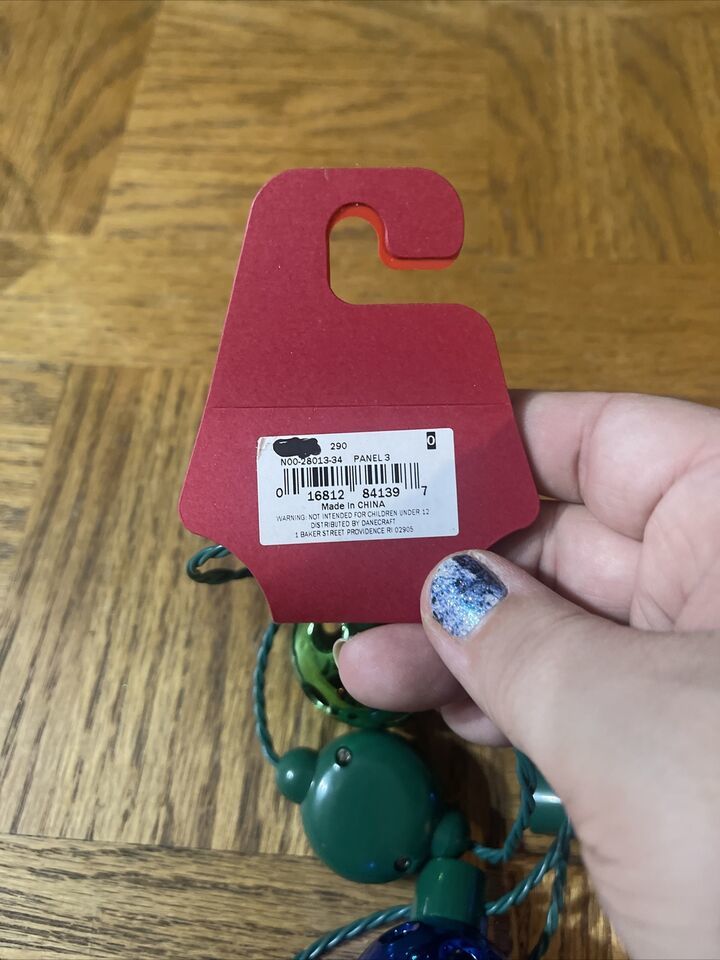 290 0
N00-28013-34 PANEL 3
0 16812 84139 7
Made In CHINA
WARNING: NOT INTENDED FOR CHILDREN UNDER 12
DISTRIBUTED BY DANECRAFT
1 BAKER STREET PROVIDENCE RI 02905